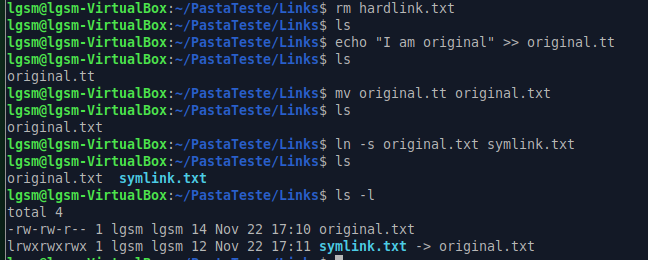 lgsm@lgsm-VirtualBox:~/PastaTeste/Links$ rm hardlink.txt
lgsm@lgsm-VirtualBox:~/PastaTeste/Links$ ls
lgsm@lgsm-VirtualBox:~/PastaTeste/Links$ echo "I am original" >> original.tt
lgsm@lgsm-VirtualBox:~/PastaTeste/Links$ ls
original.tt
lgsm@lgsm-VirtualBox:~/PastaTeste/Links$ mv original.tt original.txt
lgsm@lgsm-VirtualBox:~/PastaTeste/Links$ ls
original.txt
lgsm@lgsm-VirtualBox:~/PastaTeste/Links$ ln -s original.txt symlink.txt
lgsm@lgsm-VirtualBox:~/PastaTeste/Links$ ls
original.txt  symlink.txt
lgsm@lgsm-VirtualBox:~/PastaTeste/Links$ ls -l
total 4
-rw-rw-r-- 1 lgsm lgsm 14 Nov 22 17:10 original.txt
lrwxrwxrwx 1 lgsm lgsm 12 Nov 22 17:11 symlink.txt -> original.txt
lgsm@lgsm-VirtualBox:~/PastaTeste/Links$